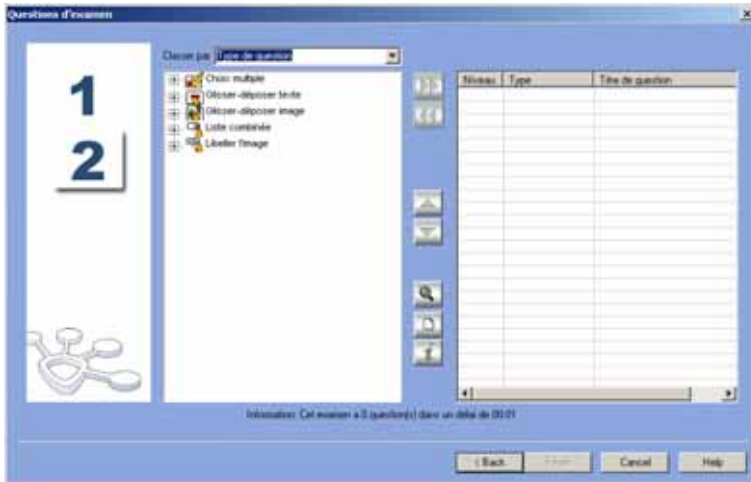 Questions d'examen
1
2
Classer par Type de question
Choix multiple
Glisser-déposer texte
Glisser-déposer image
Liste combinée
Libeller l'image
Niveau Type Titre de question
Information: Cet examen a 0 question(s) dans un délai de 00:01
< Back Cancel Help